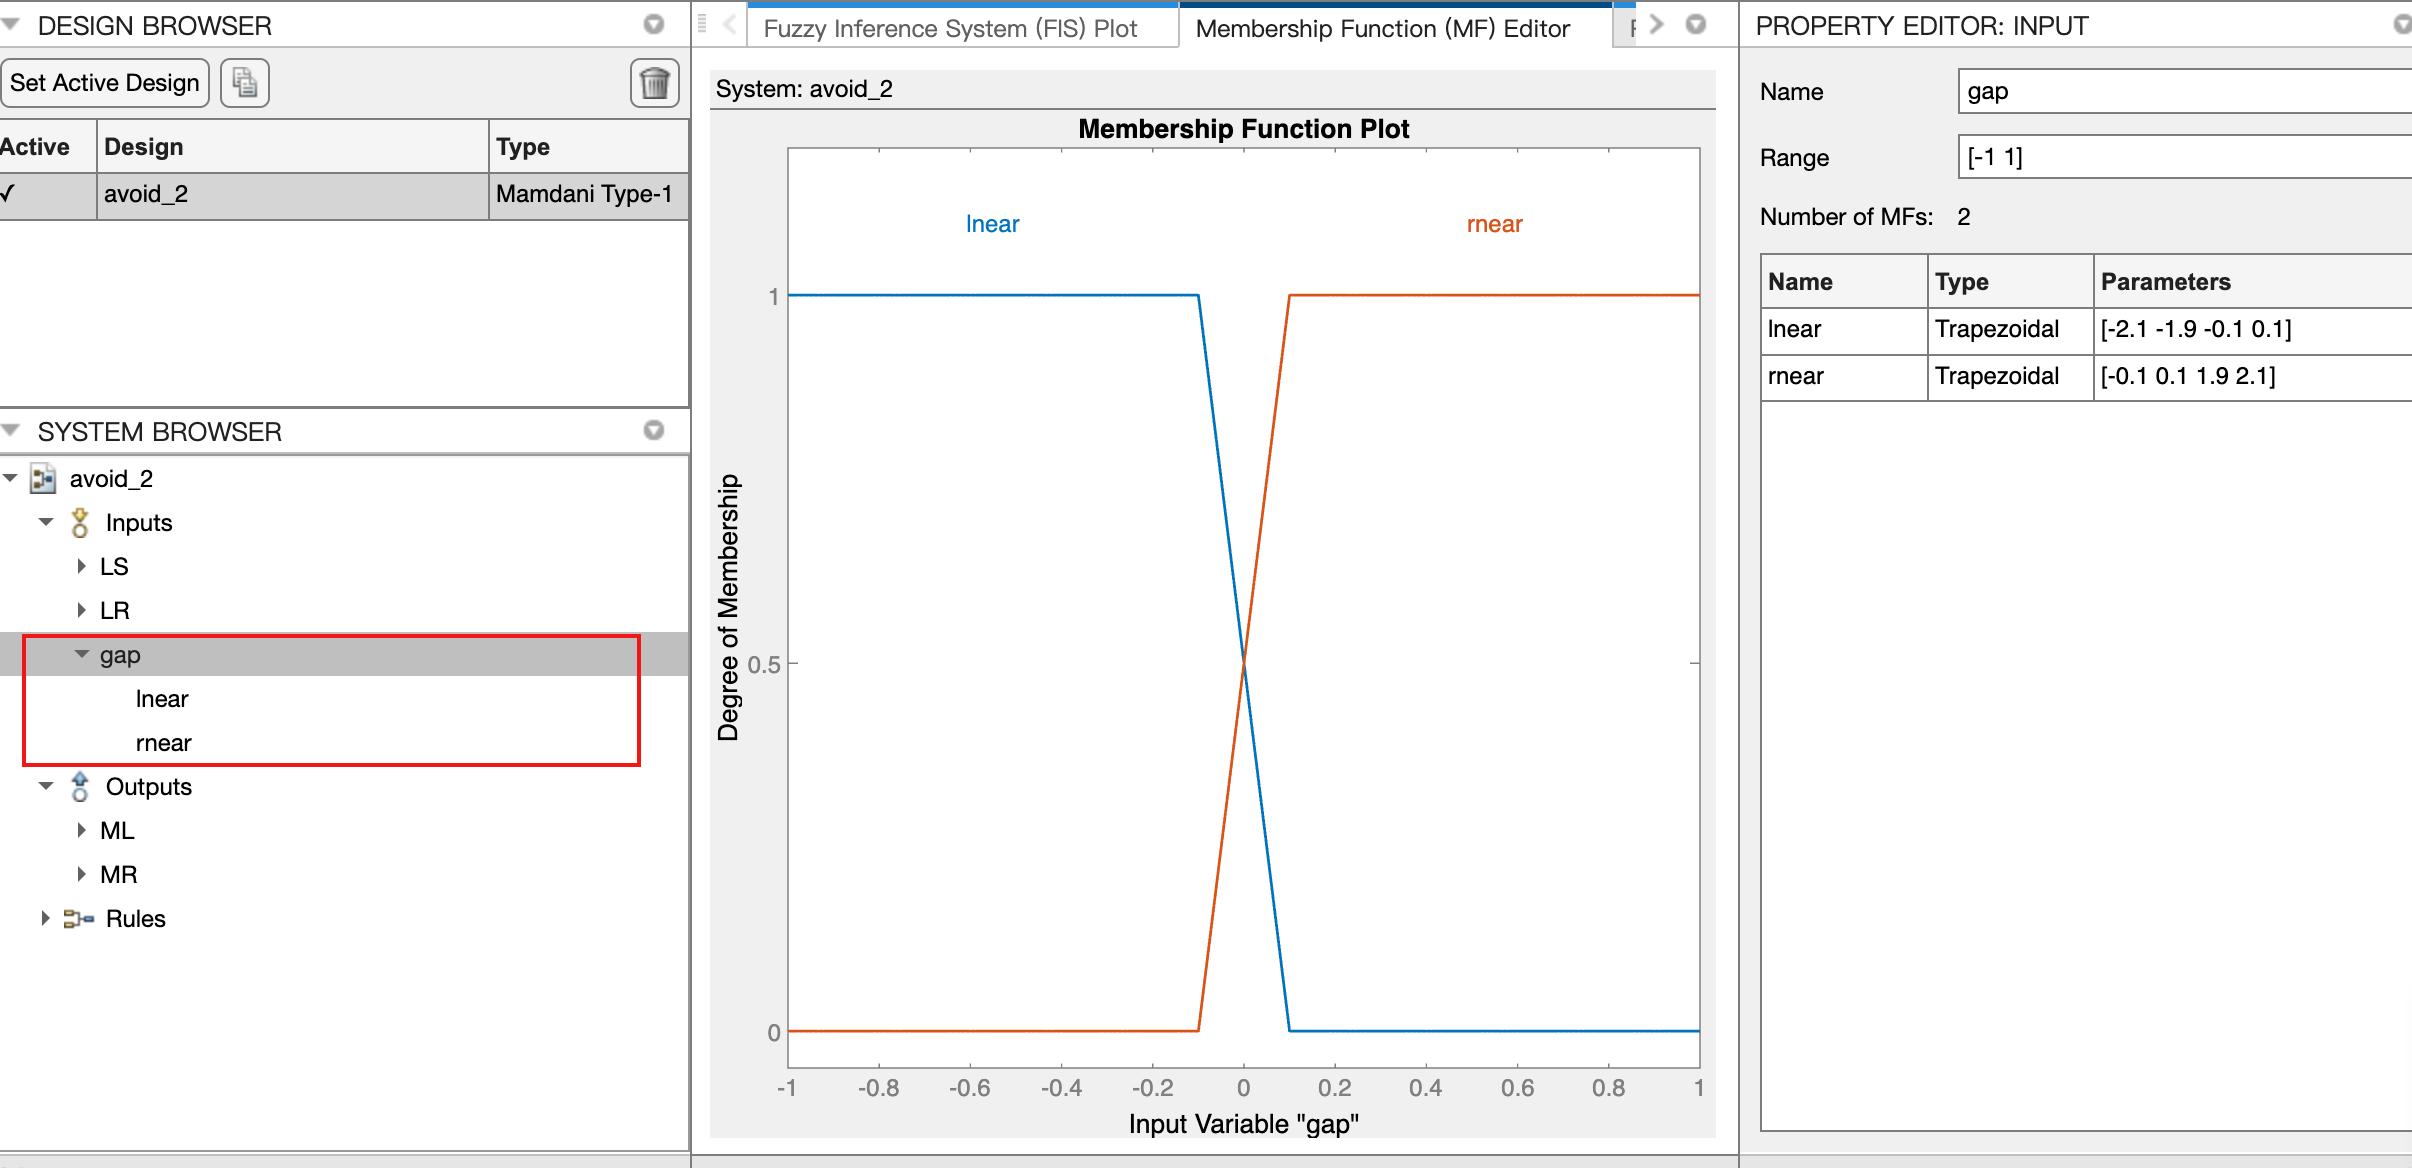 DESIGN BROWSER
Set Active Design
Active Design Type
✓ avoid_2 Mamdani Type-1
SYSTEM BROWSER
avoid_2
Inputs
LS
LR
gap
lnear
rnear
Outputs
ML
MR
Rules
Fuzzy Inference System (FIS) Plot
Membership Function (MF) Editor
System: avoid_2
Membership Function Plot
lnear
rnear
1
0.5
0
Degree of Membership
-1 -0.8 -0.6 -0.4 -0.2 0 0.2 0.4 0.6 0.8 1
Input Variable "gap"
PROPERTY EDITOR: INPUT
Name gap
Range [-1 1]
Number of MFs: 2
Name Type Parameters
lnear Trapezoidal [-2.1 -1.9 -0.1 0.1]
rnear Trapezoidal [-0.1 0.1 1.9 2.1]